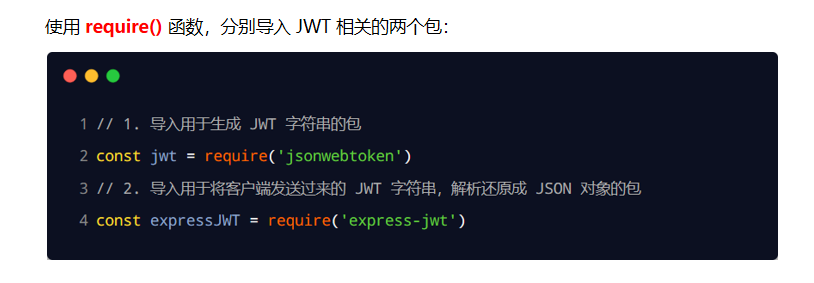 使用 require() 函数，分别导入 JWT 相关的两个包：
1 // 1. 导入用于生成 JWT 字符串的包
2 const jwt = require('jsonwebtoken')
3 // 2. 导入用于将客户端发送过来的 JWT 字符串，解析还原成 JSON 对象的包
4 const expressJWT = require('express-jwt')